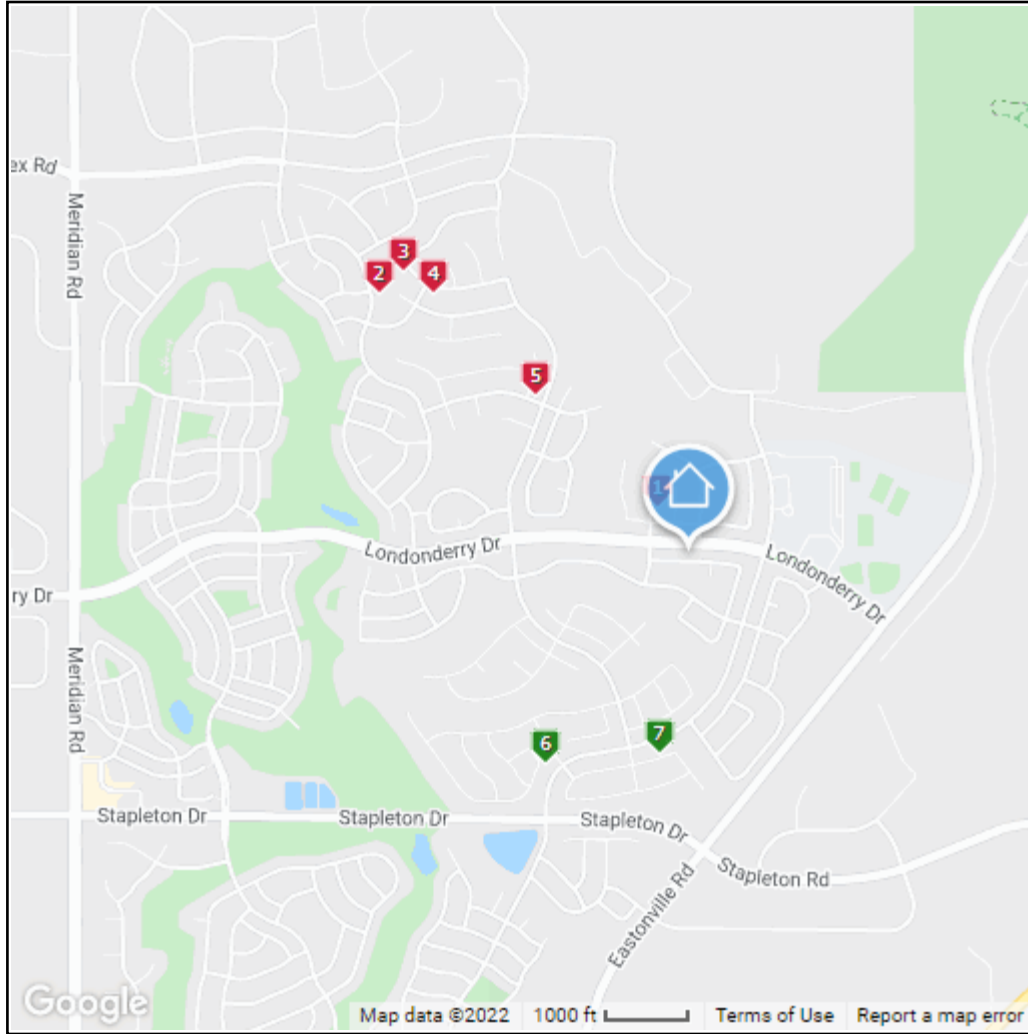 ex Rd
Meridian Rd
3
2
4
5
1
Londonderry Dr
Londonderry Dr
ry Dr
Meridian Rd
6
7
Stapleton Dr
Stapleton Dr
Stapleton Dr
Stapleton Rd
Eastonville Rd
Google
Map data ©2022
1000 ft
Terms of Use
Report a map error